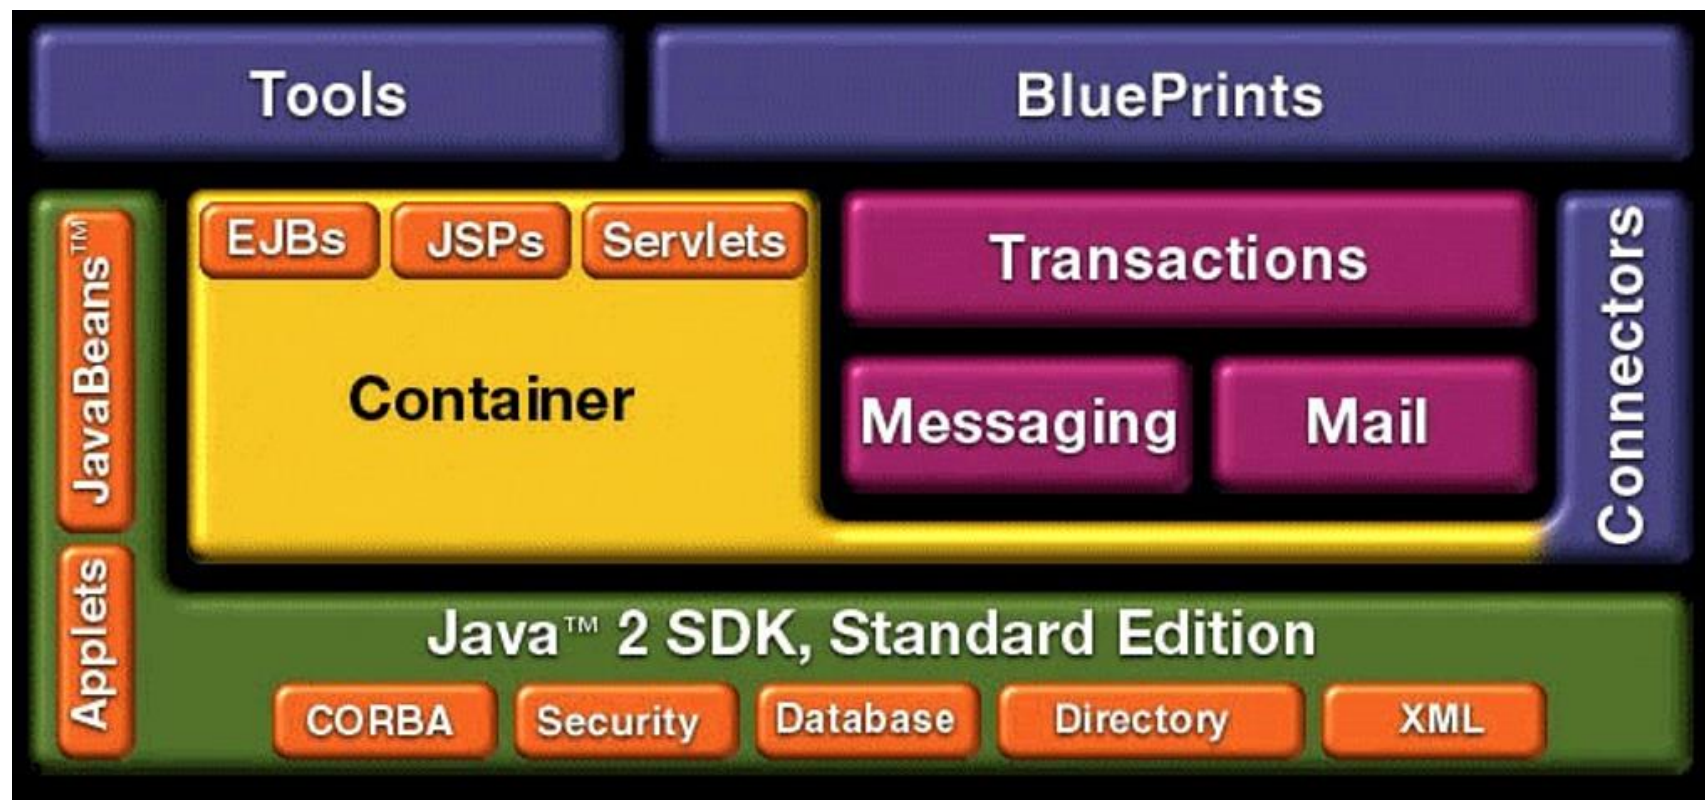 Tools
BluePrints
JavaBeans™
Applets
EJBs
JSPs
Servlets
Container
Transactions
Messaging
Mail
Connectors
Java™ 2 SDK, Standard Edition
CORBA
Security
Database
Directory
XML